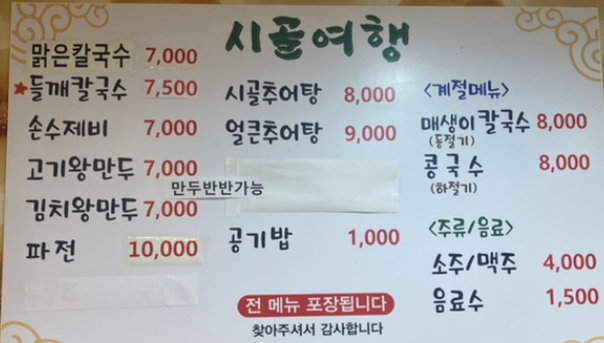 시골여행
맑은칼국수 7,000
★들깨칼국수 7,500
손수제비 7,000
고기왕만두 7,000
만두반반가능
김치왕만두 7,000
파전 10,000
시골추어탕 8,000
얼큰추어탕 9,000
공기밥 1,000
<계절메뉴>
매생이칼국수 8,000
(동절기)
콩국수 8,000
(하절기)
<주류/음료>
소주/맥주 4,000
음료수 1,500
전 메뉴 포장됩니다
찾아주셔서 감사합니다